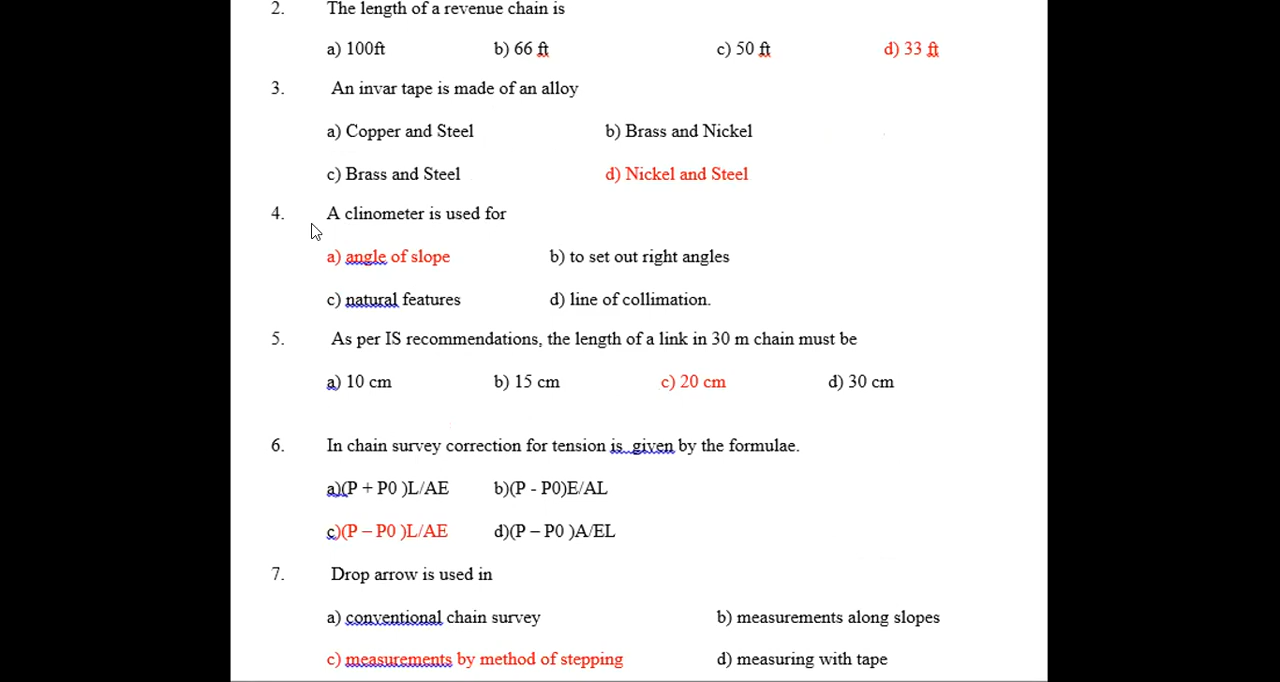 2. The length of a revenue chain is
a) 100ft b) 66 ft c) 50 ft d) 33 ft
3. An invar tape is made of an alloy
a) Copper and Steel b) Brass and Nickel
c) Brass and Steel d) Nickel and Steel
4. A clinometer is used for
a) angle of slope b) to set out right angles
c) natural features d) line of collimation.
5. As per IS recommendations, the length of a link in 30 m chain must be
a) 10 cm b) 15 cm c) 20 cm d) 30 cm
6. In chain survey correction for tension is given by the formulae.
a)(P + P0 )L/AE b)(P - P0)E/AL
c)(P – P0 )L/AE d)(P – P0 )A/EL
7. Drop arrow is used in
a) conventional chain survey b) measurements along slopes
c) measurements by method of stepping d) measuring with tape